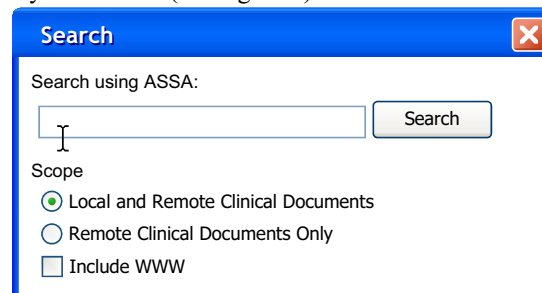 Search
Search using ASSA:
Search
Scope
Local and Remote Clinical Documents
Remote Clinical Documents Only
Include WWW